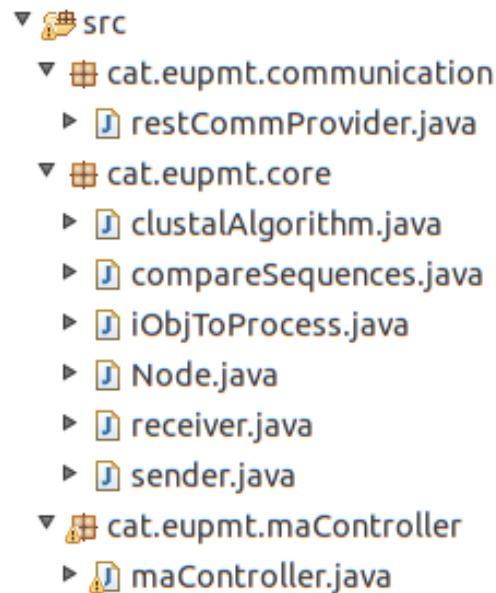 src
cat.eupmt.communication
restCommProvider.java
cat.eupmt.core
clustalAlgorithm.java
compareSequences.java
iObjToProcess.java
Node.java
receiver.java
sender.java
cat.eupmt.maController
maController.java